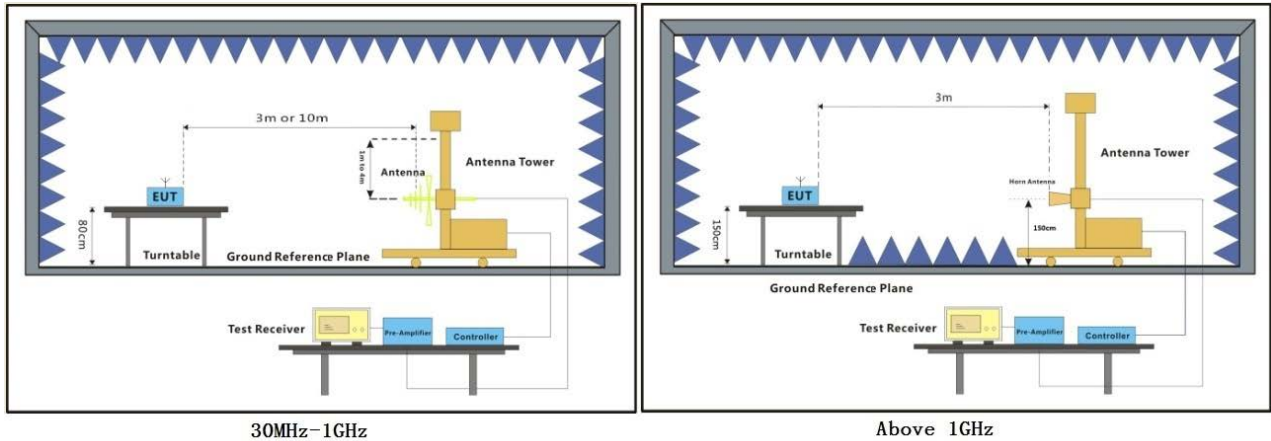 3m or 10m
1m to 4m
Antenna
Antenna Tower
EUT
80cm
Turntable
Ground Reference Plane
Test Receiver
Pre-Amplifier
Controller
30MHz-1GHz
3m
Antenna Tower
Horn Antenna
EUT
150cm
150cm
Turntable
Ground Reference Plane
Test Receiver
Pre-Amplifier
Controller
Above 1GHz